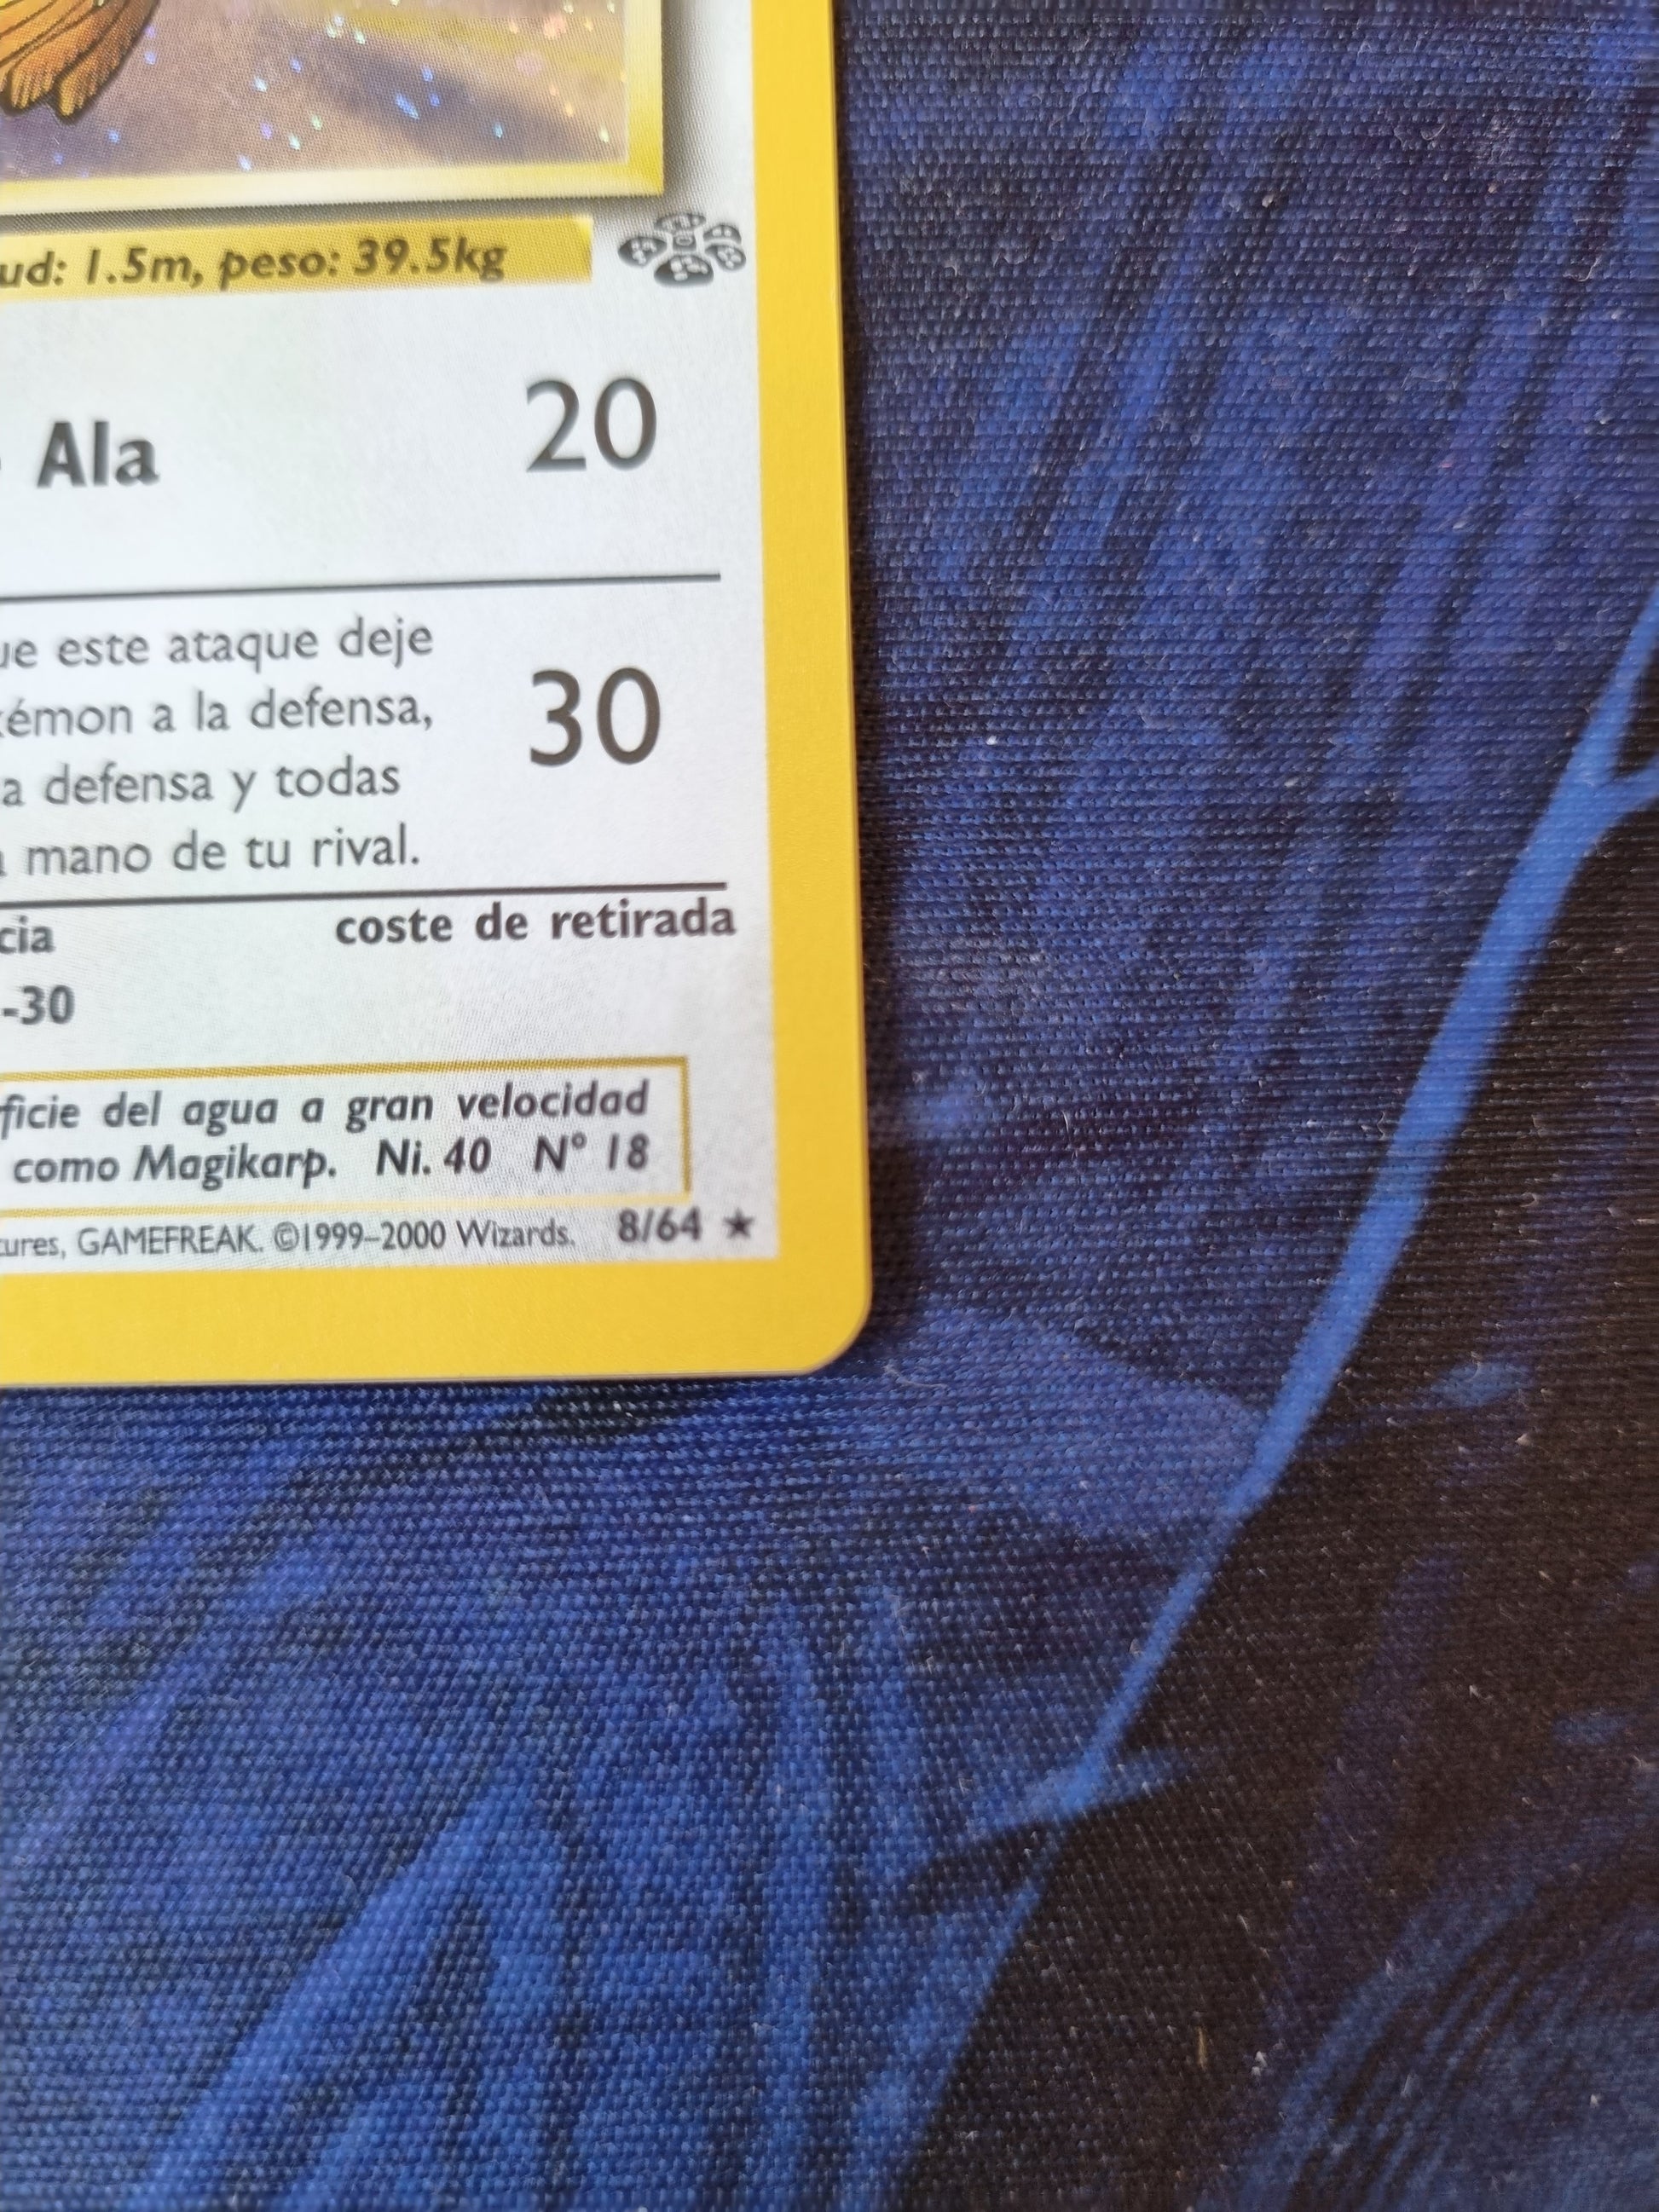 ud: 1.5m, peso: 39.5kg
Ala 20
ue este ataque deje
émon a la defensa,
30
a defensa y todas
mano de tu rival.
cia coste de retirada
-30
ficie del agua a gran velocidad
como Magikarp. Ni. 40 Nº 18
ures, GAMEFREAK. ©1999–2000 Wizards. 8/64 ★